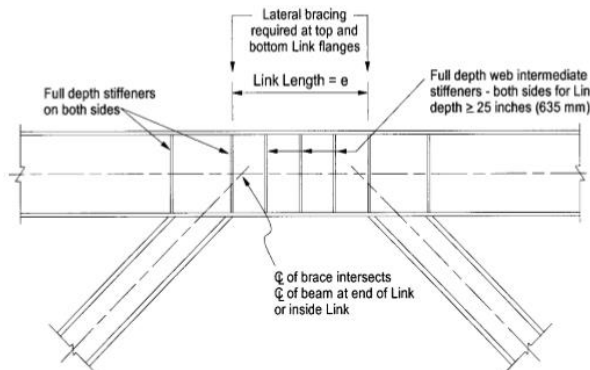 Lateral bracing
required at top and
bottom Link flanges
Link Length = e
Full depth stiffeners
on both sides
Full depth web intermediate
stiffeners - both sides for Lin
depth ≥ 25 inches (635 mm)
℄ of brace intersects
℄ of beam at end of Link
or inside Link